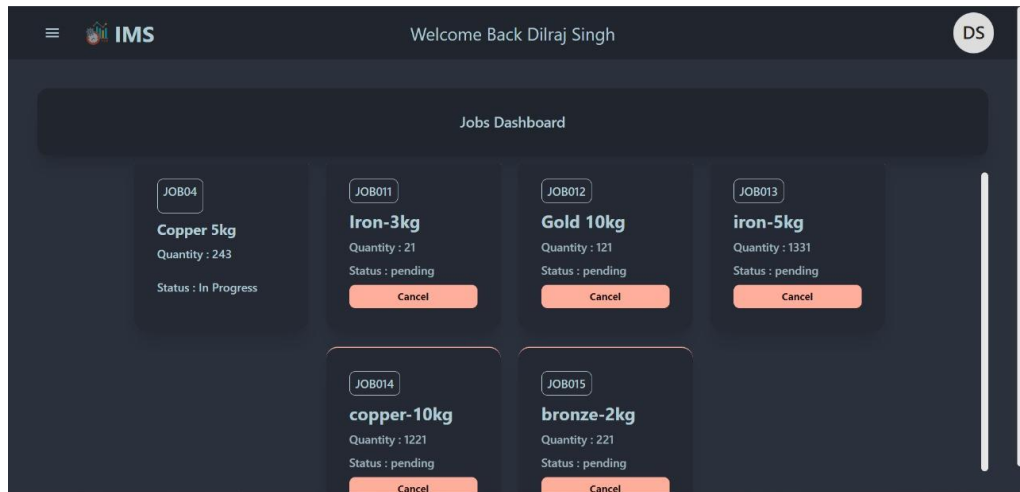 IMS
Welcome Back Dilraj Singh
DS
Jobs Dashboard
JOB04
Copper 5kg
Quantity : 243
Status : In Progress
JOB011
Iron-3kg
Quantity : 21
Status : pending
Cancel
JOB012
Gold 10kg
Quantity : 121
Status : pending
Cancel
JOB013
iron-5kg
Quantity : 1331
Status : pending
Cancel
JOB014
copper-10kg
Quantity : 1221
Status : pending
Cancel
JOB015
bronze-2kg
Quantity : 221
Status : pending
Cancel